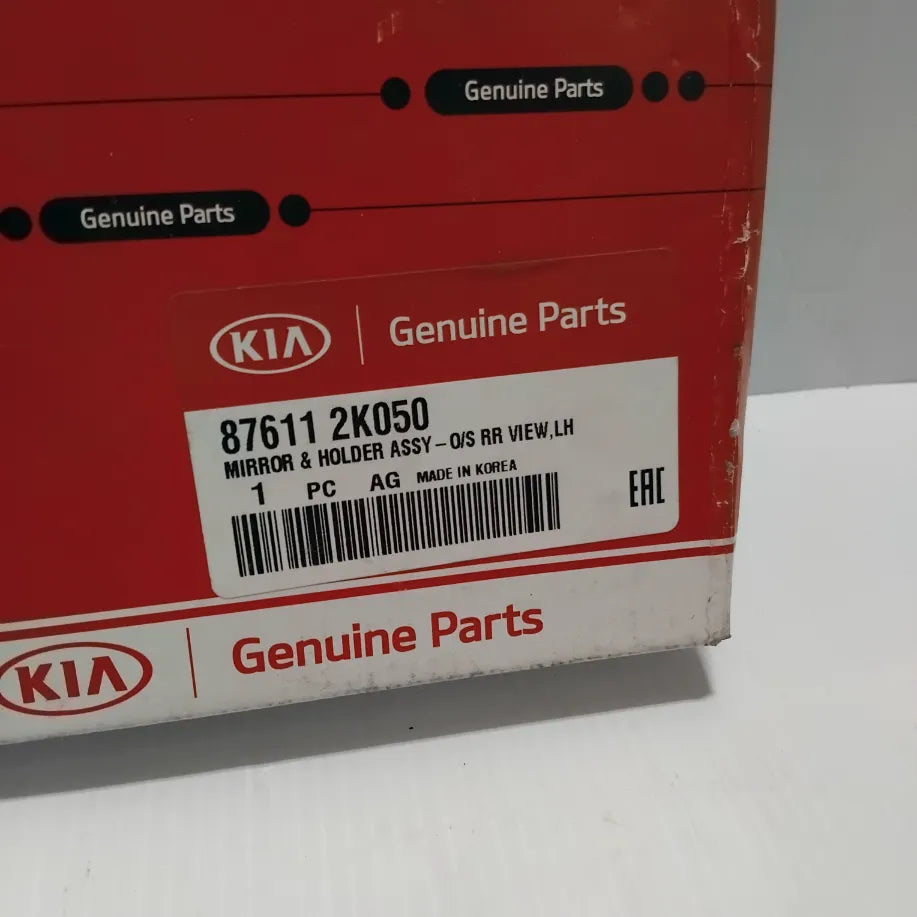 Genuine Parts
Genuine Parts
KIA Genuine Parts
87611 2K050
MIRROR & HOLDER ASSY-O/S RR VIEW,LH
1 PC AG MADE IN KOREA
EAC
KIA Genuine Parts